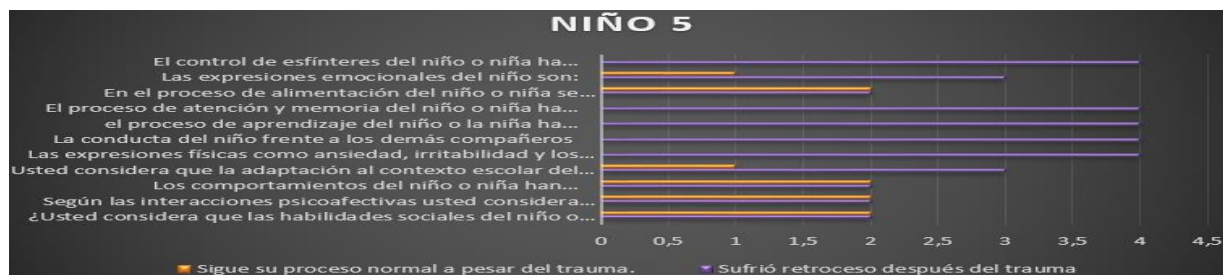 NIÑO 5
El control de esfínteres del niño o niña ha...
Las expresiones emocionales del niño son:
En el proceso de alimentación del niño o niña se...
El proceso de atención y memoria del niño o niña ha...
el proceso de aprendizaje del niño o la niña ha...
La conducta del niño frente a los demás compañeros
Las expresiones físicas como ansiedad, irritabilidad y los...
Usted considera que la adaptación al contexto escolar del...
Los comportamientos del niño o niña han...
Según las interacciones psicoafectivas usted considera...
¿Usted considera que las habilidades sociales del niño o...
0 0,5 1 1,5 2 2,5 3 3,5 4 4,5
Sigue su proceso normal a pesar del trauma. Sufrió retroceso después del trauma